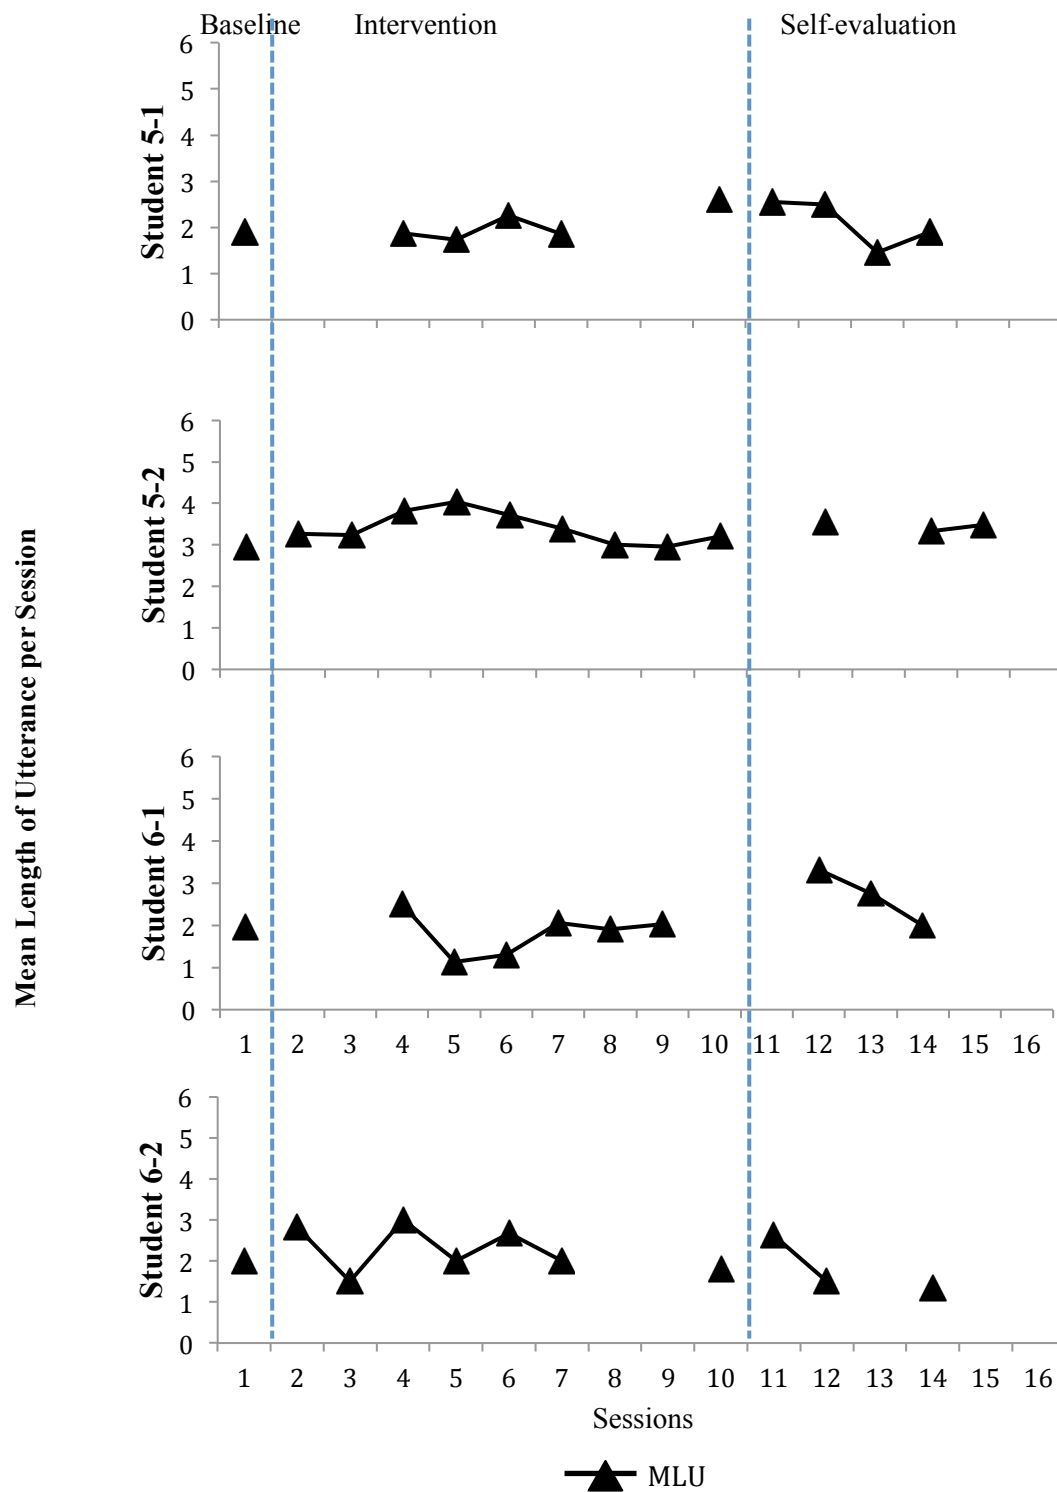 Baseline Intervention Self-evaluation
Mean Length of Utterance per Session
Student 5-1
6
5
4
3
2
1
0
Student 5-2
6
5
4
3
2
1
0
Student 6-1
6
5
4
3
2
1
0
1 2 3 4 5 6 7 8 9 10 11 12 13 14 15 16
Student 6-2
6
5
4
3
2
1
0
1 2 3 4 5 6 7 8 9 10 11 12 13 14 15 16
Sessions
MLU